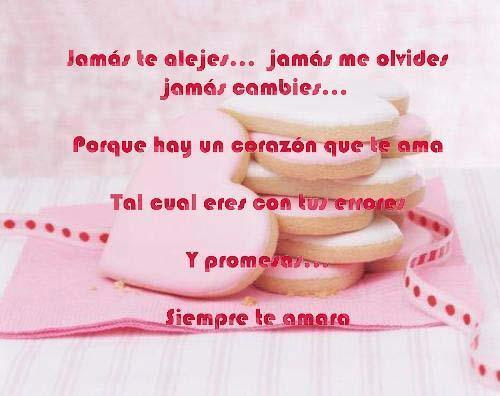 Jamás te alejes... jamás me olvides
jamás cambies...
Porque hay un corazón que te ama
Tal cual eres con tus errores
Y promesas...
Siempre te amara